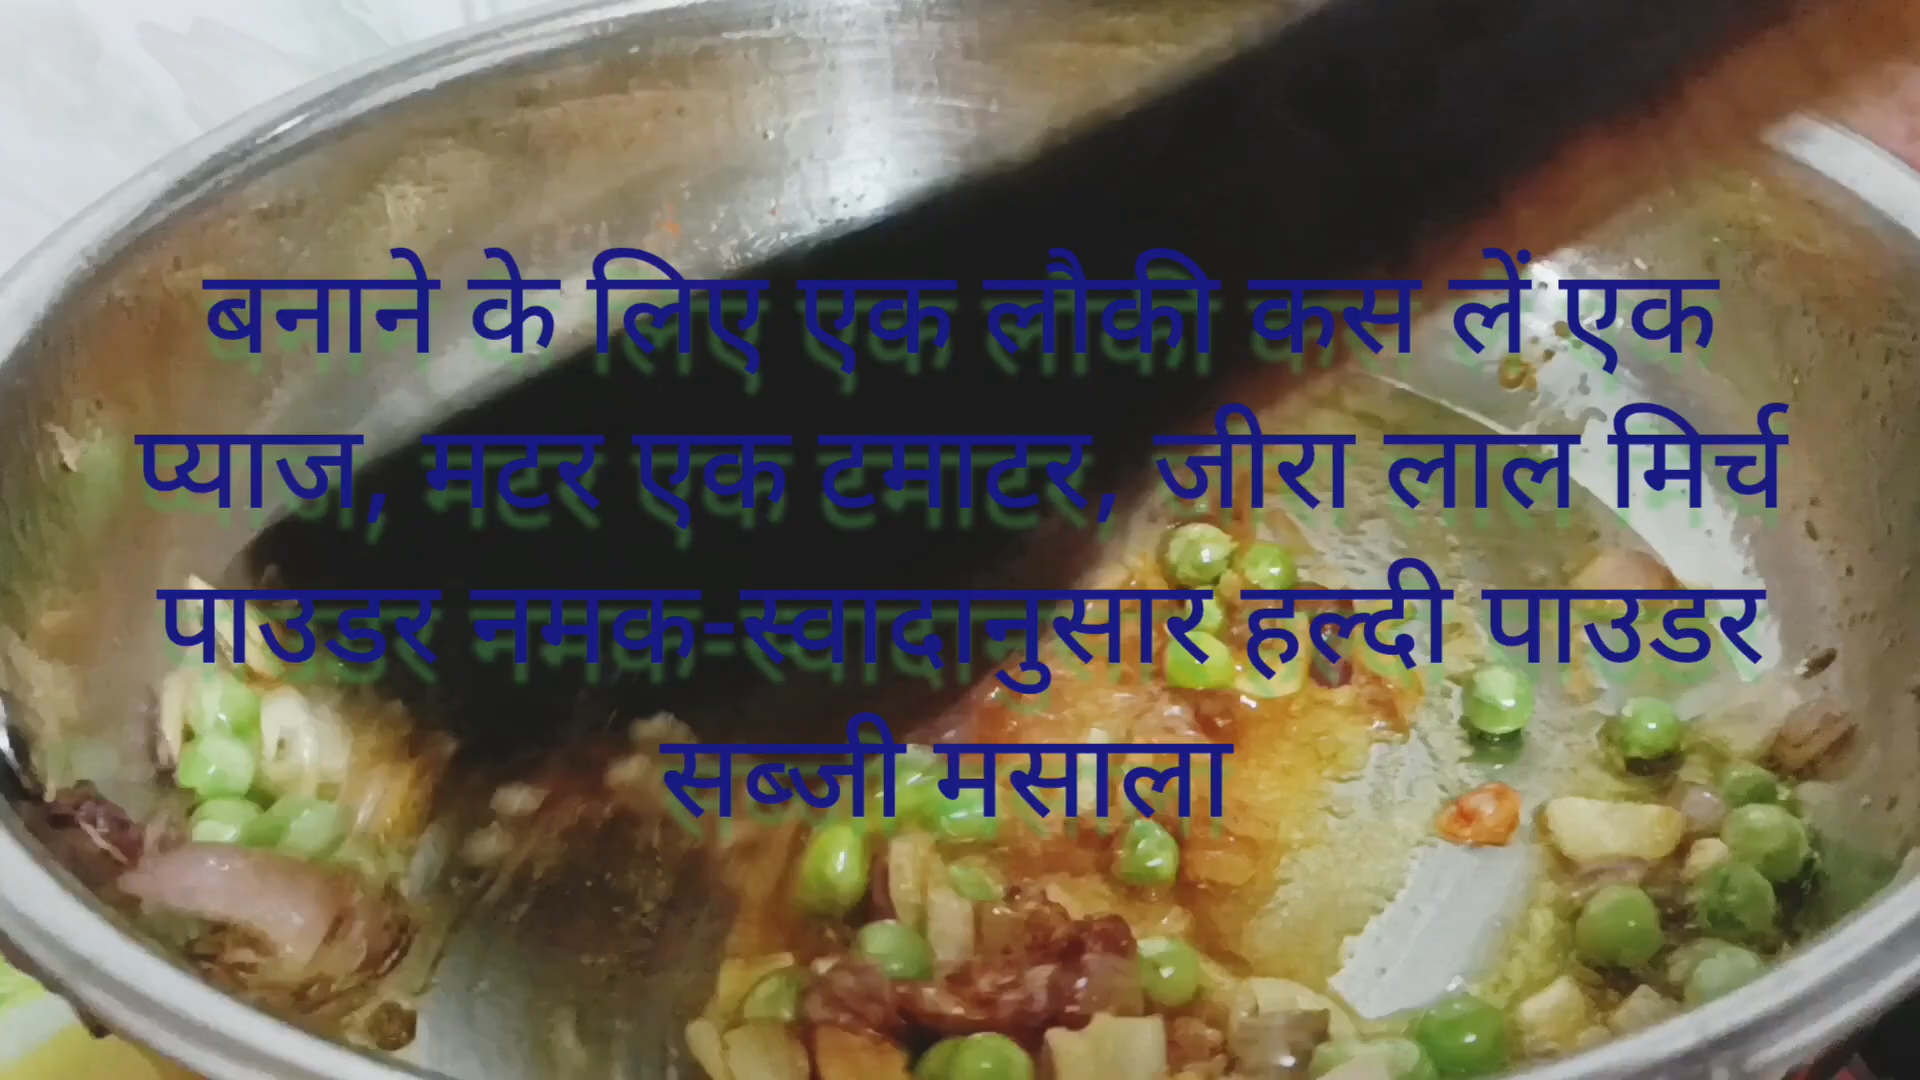 बनाने के लिए एक लौकी कस लें एक
प्याज, मटर एक टमाटर, जीरा लाल मिर्च
पाउडर नमक-स्वादानुसार हल्दी पाउडर
सब्जी मसाला